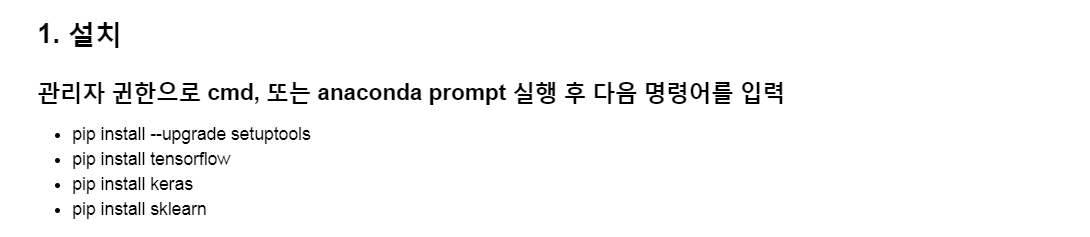 1. 설치
관리자 귄한으로 cmd, 또는 anaconda prompt 실행 후 다음 명령어를 입력
• pip install --upgrade setuptools
• pip install tensorflow
• pip install keras
• pip install sklearn